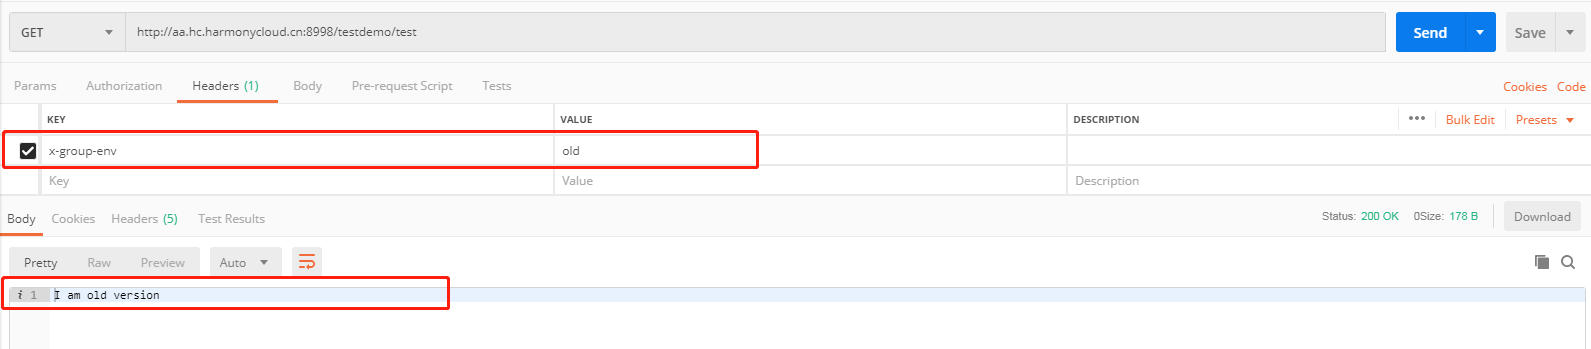 GET http://aa.hc.harmonycloud.cn:8998/testdemo/test Send Save
Params Authorization Headers (1) Body Pre-request Script Tests Cookies Code
KEY VALUE DESCRIPTION ••• Bulk Edit Presets
x-group-env old
Key Value Description
Body Cookies Headers (5) Test Results Status: 200 OK 0Size: 178 B Download
Pretty Raw Preview Auto
i 1 I am old version